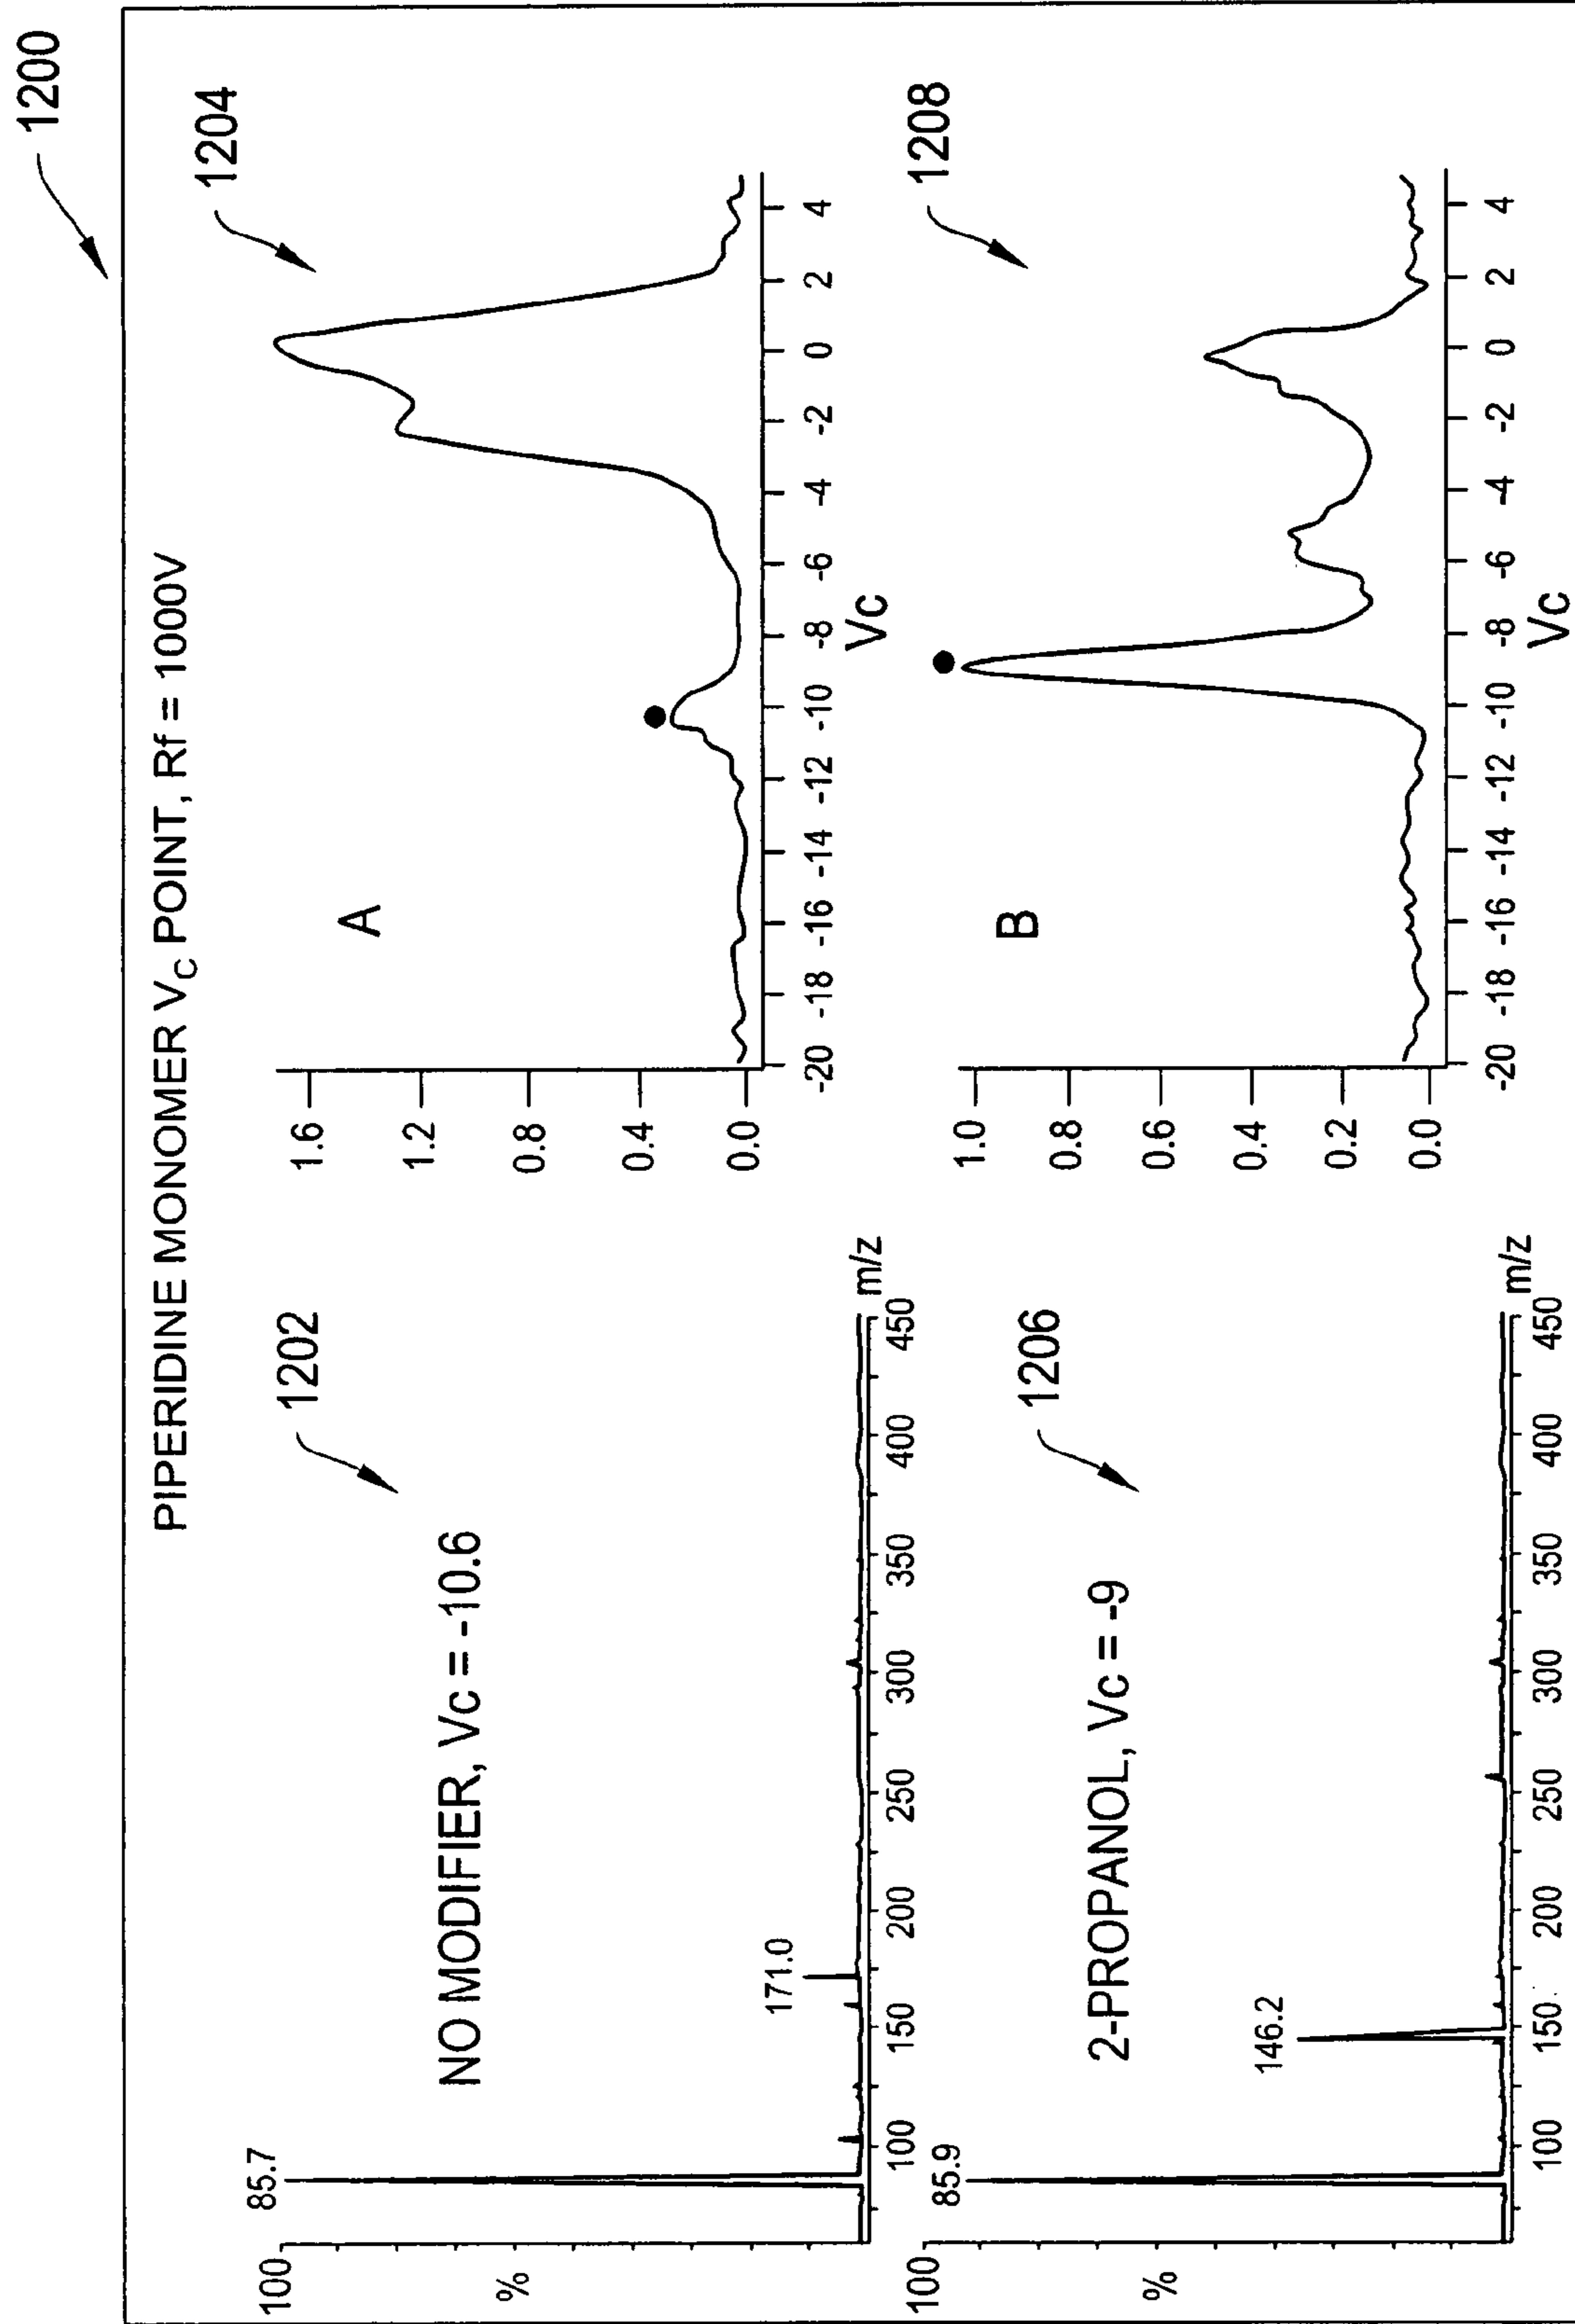 1200
PIPERIDINE MONOMER VC POINT, Rf = 1000V
1202
NO MODIFIER, Vc = -10.6
100
%
85.7
171.0
100 150 200 250 300 350 400 450 m/z
1204
A
1.6
1.2
0.8
0.4
0.0
-20 -18 -16 -14 -12 -10 -8 -6 -4 -2 0 2 4
Vc
1206
2-PROPANOL, Vc = -9
100
%
85.9
146.2
100 150 200 250 300 350 400 450 m/z
1208
B
1.0
0.8
0.6
0.4
0.2
0.0
-20 -18 -16 -14 -12 -10 -8 -6 -4 -2 0 2 4
Vc